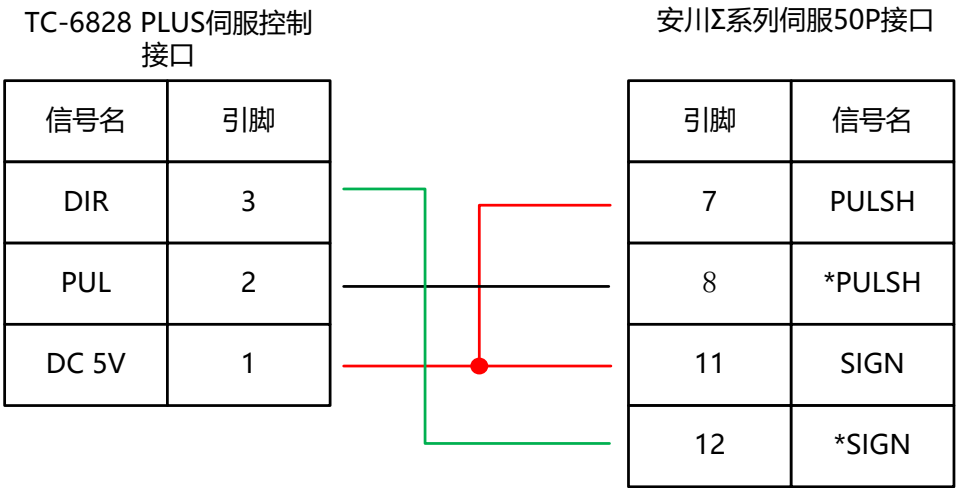 TC-6828 PLUS伺服控制
接口
信号名 引脚
DIR 3
PUL 2
DC 5V 1
安川Σ系列伺服50P接口
引脚 信号名
7 PULSH
8 *PULSH
11 SIGN
12 *SIGN